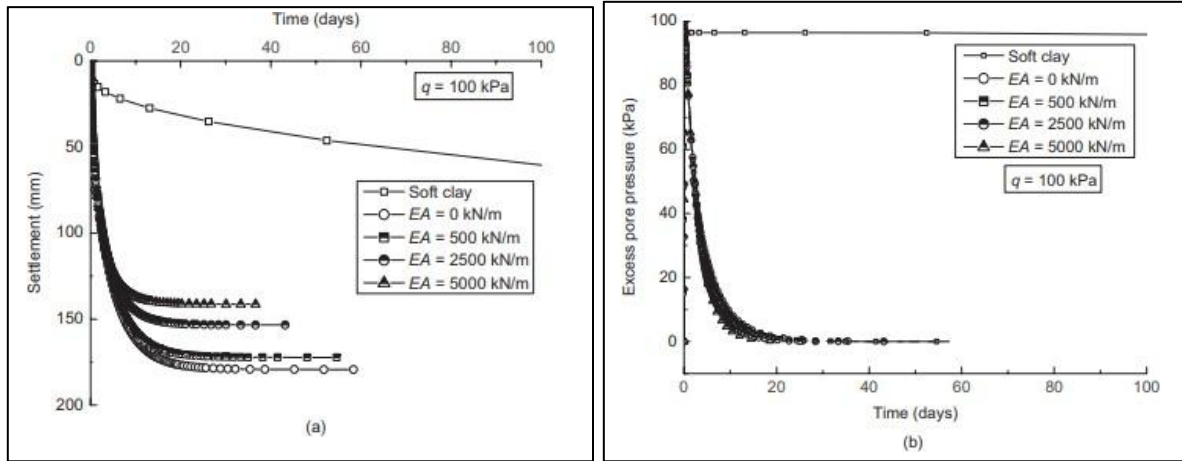 Time (days)
0 20 40 60 80 100
0
50
100
150
200
Settlement (mm)
q = 100 kPa
Soft clay
EA = 0 kN/m
EA = 500 kN/m
EA = 2500 kN/m
EA = 5000 kN/m
(a)
100
80
60
40
20
0
Excess pore pressure (kPa)
Soft clay
EA = 0 kN/m
EA = 500 kN/m
EA = 2500 kN/m
EA = 5000 kN/m
q = 100 kPa
0 20 40 60 80 100
Time (days)
(b)